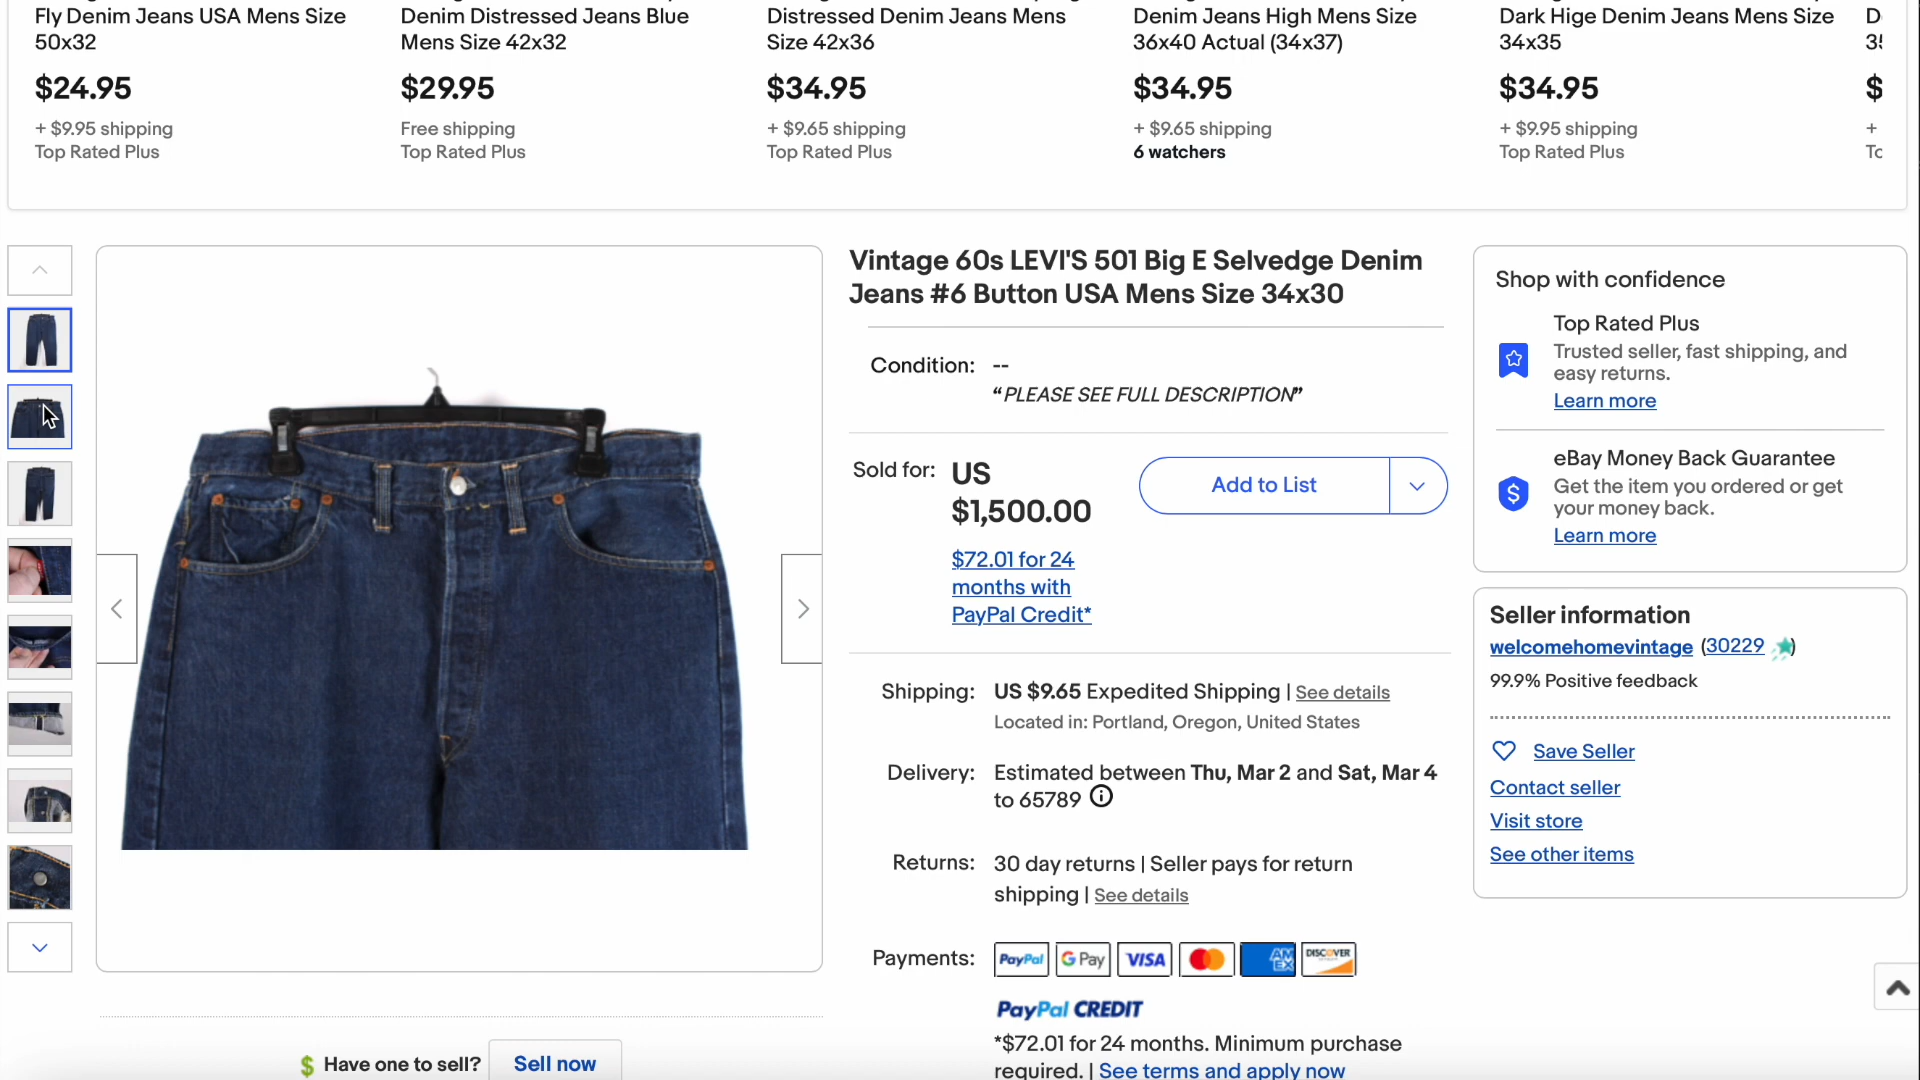 Fly Denim Jeans USA Mens Size
50x32
$24.95
+ $9.95 shipping
Top Rated Plus
Denim Distressed Jeans Blue
Mens Size 42x32
$29.95
Free shipping
Top Rated Plus
Distressed Denim Jeans Mens
Size 42x36
$34.95
+ $9.65 shipping
Top Rated Plus
Denim Jeans High Mens Size
36x40 Actual (34x37)
$34.95
+ $9.65 shipping
6 watchers
Dark Hige Denim Jeans Mens Size
34x35
$34.95
+ $9.95 shipping
Top Rated Plus
$
+
Vintage 60s LEVI'S 501 Big E Selvedge Denim
Jeans #6 Button USA Mens Size 34x30
Condition: --
“PLEASE SEE FULL DESCRIPTION”
Sold for: US
$1,500.00
Add to List
$72.01 for 24
months with
PayPal Credit*
Shipping: US $9.65 Expedited Shipping | See details
Located in: Portland, Oregon, United States
Delivery: Estimated between Thu, Mar 2 and Sat, Mar 4
to 65789
Returns: 30 day returns | Seller pays for return
shipping | See details
Payments: PayPal G Pay VISA AM EX DISCOVER
PayPal CREDIT
*$72.01 for 24 months. Minimum purchase
required. | See terms and apply now
Have one to sell? Sell now
Shop with confidence
Top Rated Plus
Trusted seller, fast shipping, and
easy returns.
Learn more
eBay Money Back Guarantee
Get the item you ordered or get
your money back.
Learn more
Seller information
welcomehomevintage (30229)
99.9% Positive feedback
Save Seller
Contact seller
Visit store
See other items